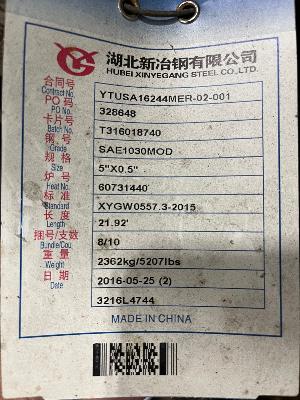 湖北新冶钢有限公司
HUBEI XINYEGANG STEEL CO.,LTD.
合同号
Contract No. YTUSA16244MER-02-001
PO码
PO No. 328648
卡片号
Batch No. T316018740
钢号
Grade SAE1030MOD
规格
Size 5"X0.5"
炉号
Heat No. 60731440
标准
Standard XYGW0557.3-2015
长度
Length 21.92'
捆号/支数
Bundle/Cou 8/10
重量
Weight 2362kg/5207lbs
日期
Date 2016-05-25 (2)
3216L4744
MADE IN CHINA